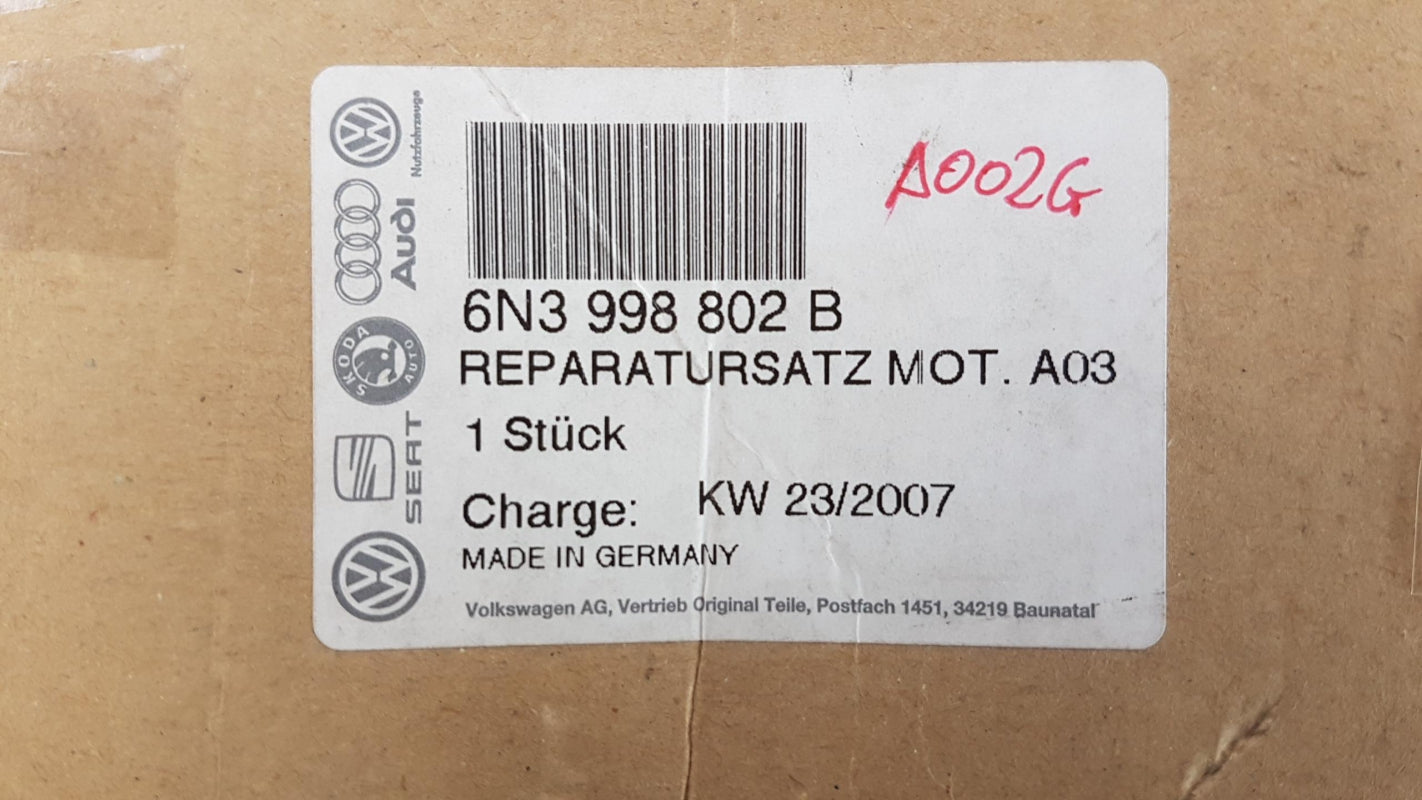 Nutzfahrzeuge
Audi
SKODA
AUTO
SEAT
A002G
6N3 998 802 B
REPARATURSATZ MOT. A03
1 Stück
Charge: KW 23/2007
MADE IN GERMANY
Volkswagen AG, Vertrieb Original Teile, Postfach 1451, 34219 Baunatal